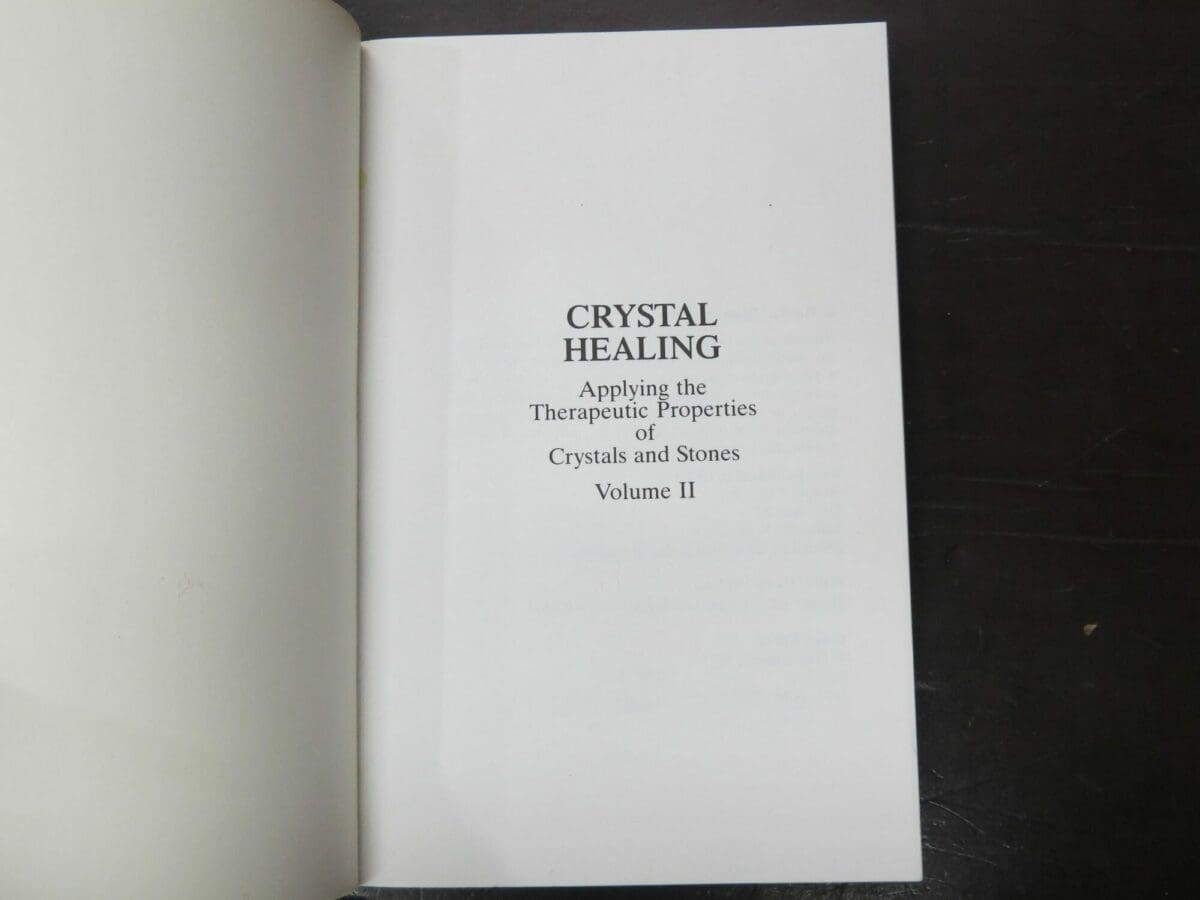 CRYSTAL
HEALING
Applying the
Therapeutic Properties
of
Crystals and Stones
Volume II